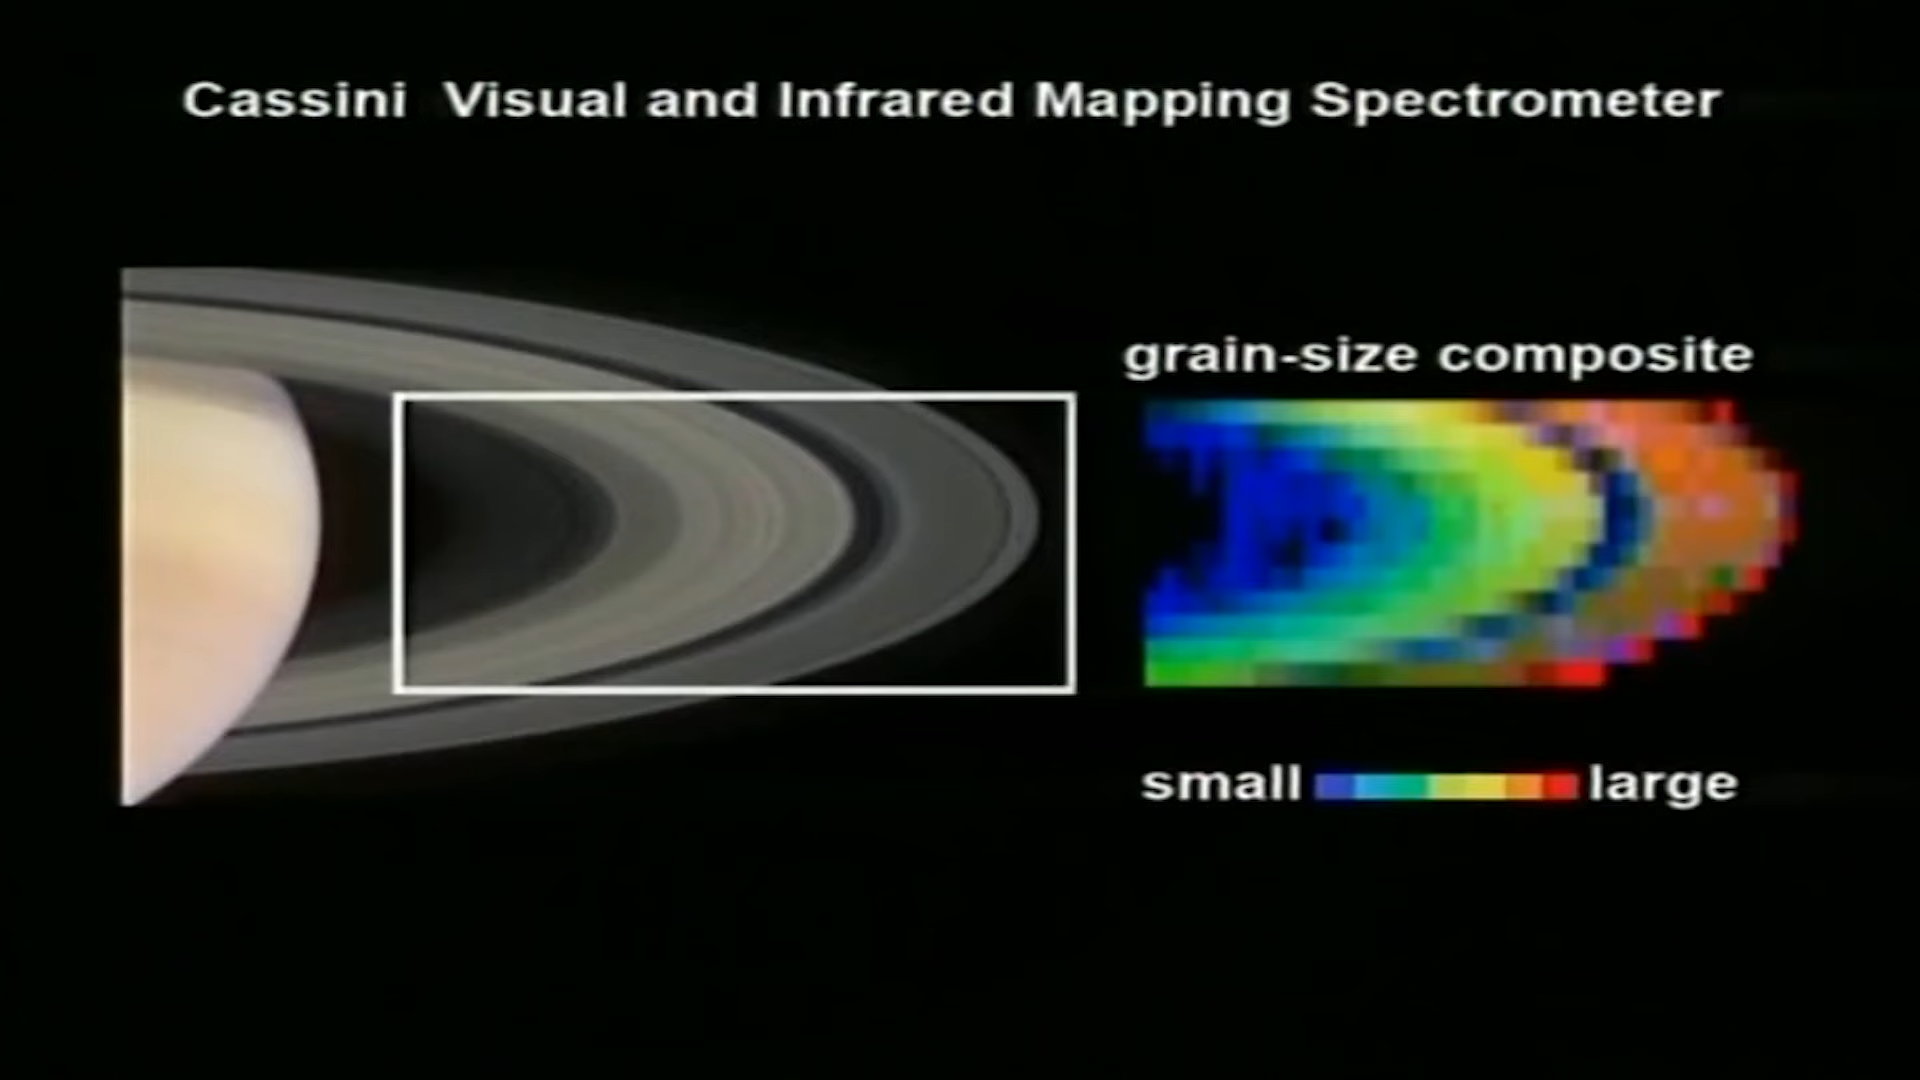 Cassini  Visual and Infrared Mapping Spectrometer
grain-size composite
small large